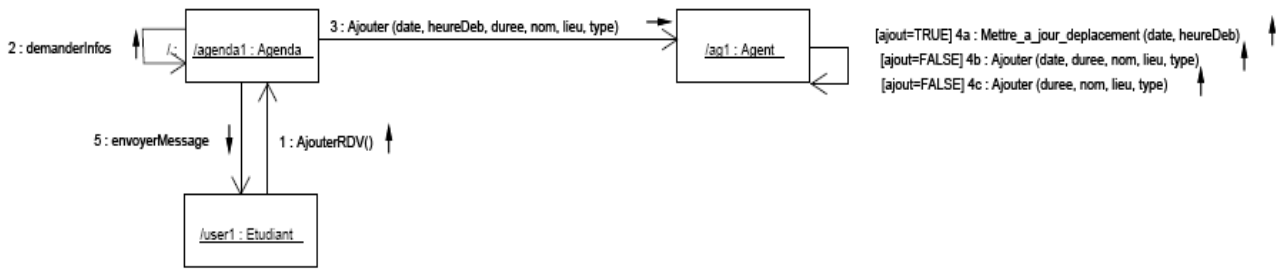 3 : Ajouter (date, heureDeb, duree, nom, lieu, type)
2 : demanderInfos
/.:
/agenda1 : Agenda
/ag1 : Agent
[ajout=TRUE] 4a : Mettre_a_jour_deplacement (date, heureDeb)
[ajout=FALSE] 4b : Ajouter (date, duree, nom, lieu, type)
[ajout=FALSE] 4c : Ajouter (duree, nom, lieu, type)
5 : envoyerMessage
1 : AjouterRDV()
/user1 : Etudiant